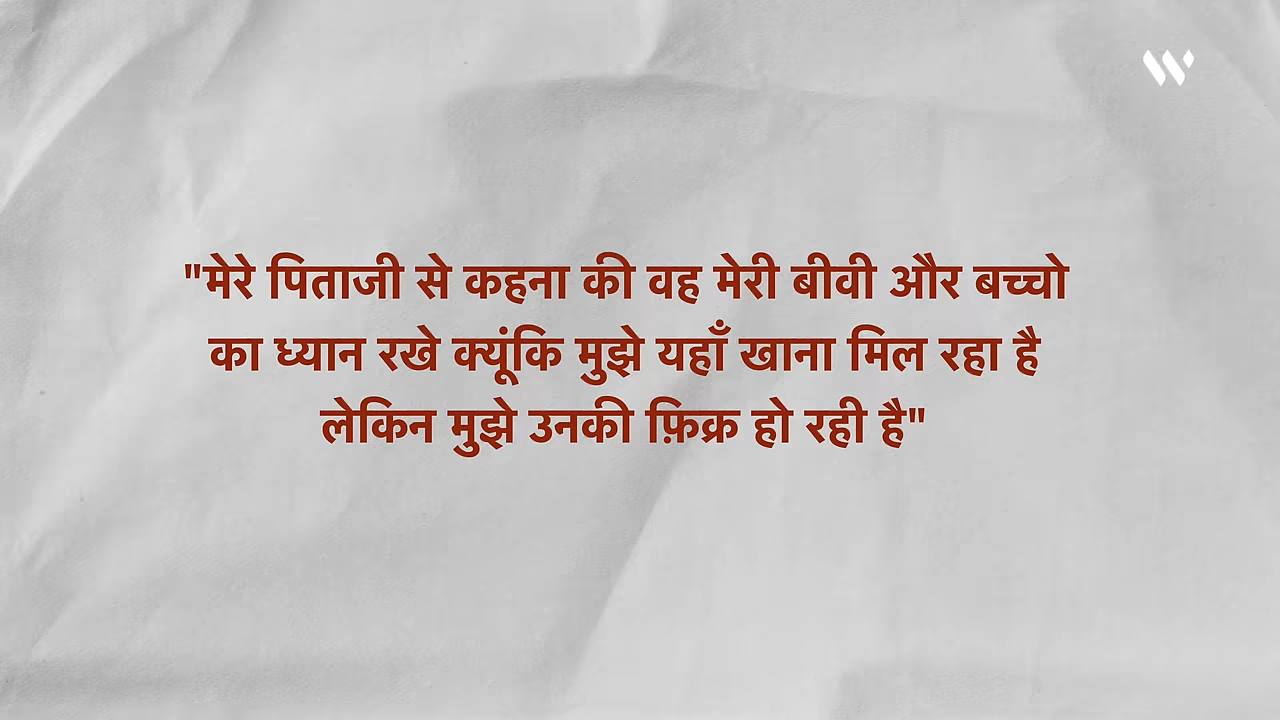 "मेरे पिताजी से कहना की वह मेरी बीवी और बच्चो
का ध्यान रखे क्यूंकि मुझे यहाँ खाना मिल रहा है
लेकिन मुझे उनकी फ़िक्र हो रही है"